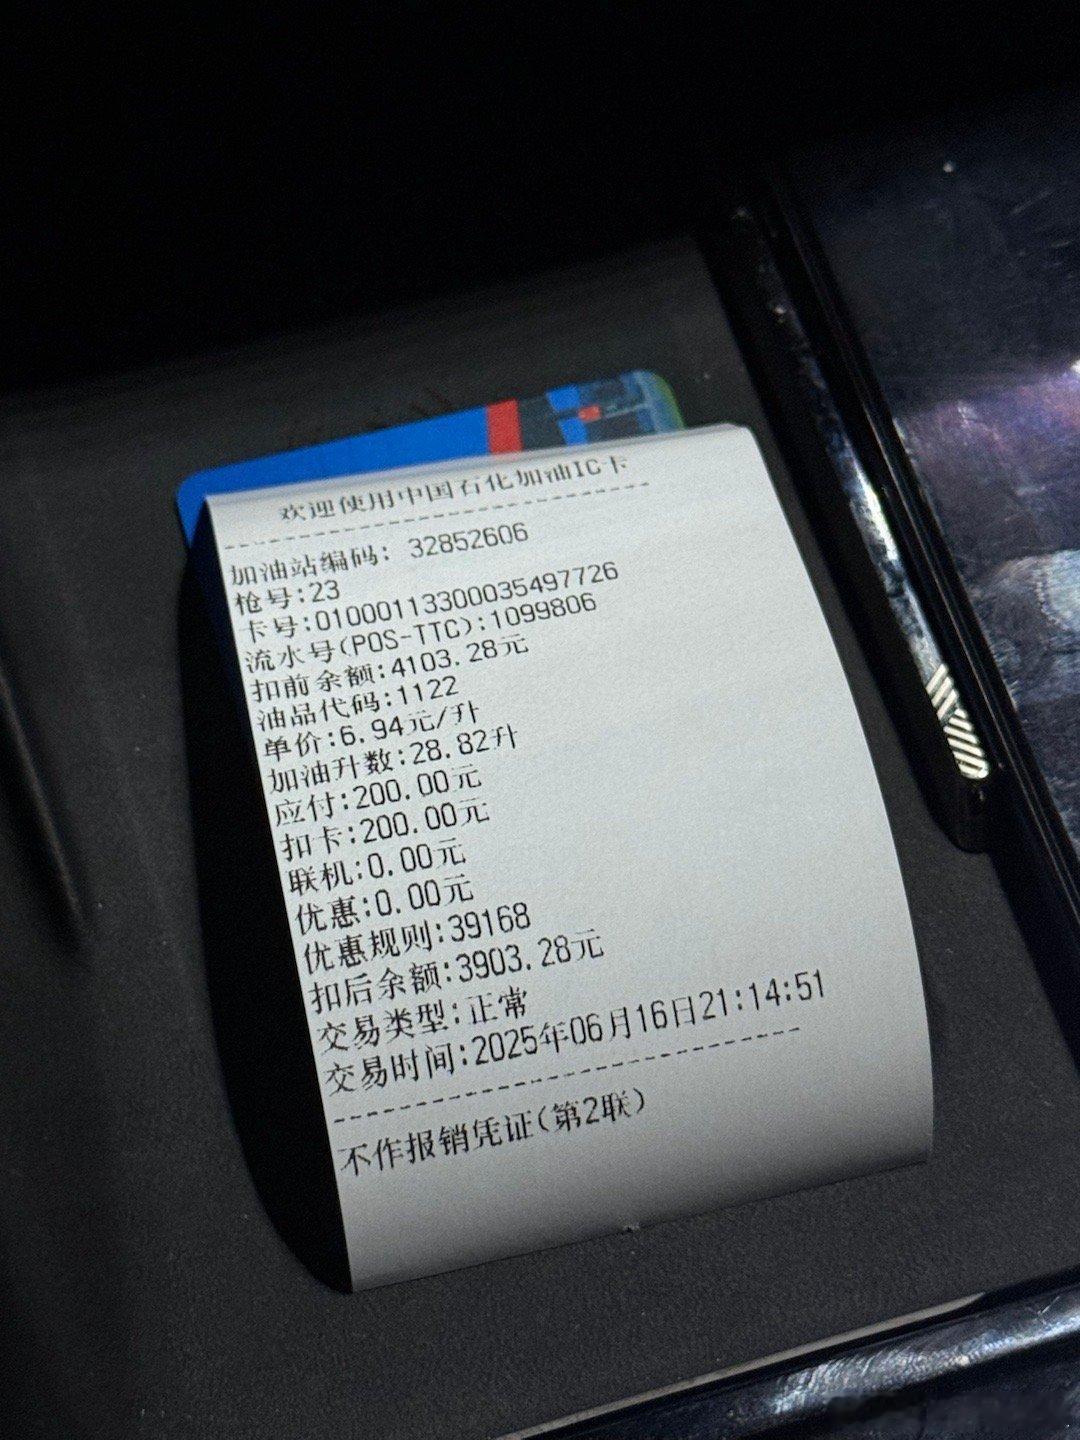 欢迎使用中国石化加油IC卡
加油站编码: 32852606
枪号:23
卡号:0100011330003549​7726
流水号(POS-TTC):1099806
扣前余额:4103.28元
油品代码:1122
单价:6.94元/升
加油升数:28.82升
应付:200.00元
扣卡:200.00元
联机:0.00元
优惠:0.00元
优惠规则:39168
扣后余额:3903.28元
交易类型:正常
交易时间:2025年06月16日21:14:51
不作报销凭证(第2联)